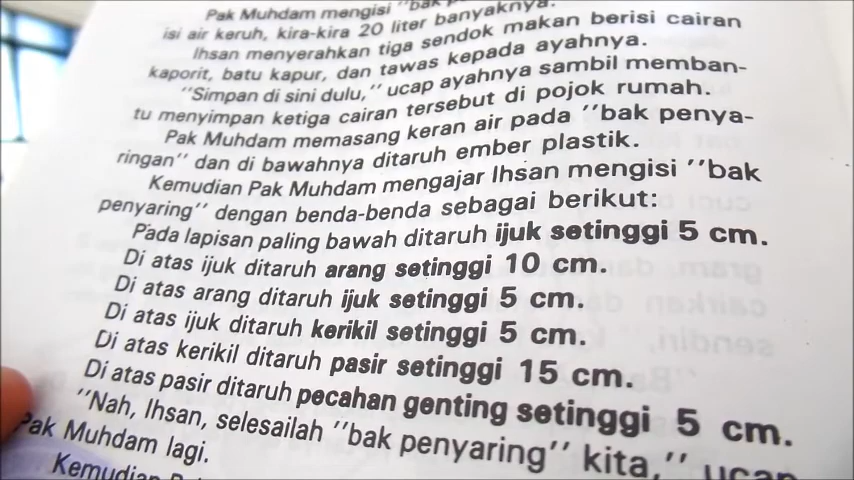 Pak Muhdam mengisi "bak
isi air keruh, kira-kira 20 liter banyaknya.
Ihsan menyerahkan tiga sendok makan berisi cairan
kaporit, batu kapur, dan tawas kepada ayahnya.
"Simpan di sini dulu," ucap ayahnya sambil memban-
tu menyimpan ketiga cairan tersebut di pojok rumah.
Pak Muhdam memasang keran air pada "bak penya-
ringan" dan di bawahnya ditaruh ember plastik.
Kemudian Pak Muhdam mengajar Ihsan mengisi "bak
penyaring" dengan benda-benda sebagai berikut:
Pada lapisan paling bawah ditaruh ijuk setinggi 5 cm.
Di atas ijuk ditaruh arang setinggi 10 cm.
Di atas arang ditaruh ijuk setinggi 5 cm.
Di atas ijuk ditaruh kerikil setinggi 5 cm.
Di atas kerikil ditaruh pasir setinggi 15 cm.
Di atas pasir ditaruh pecahan genting setinggi 5 cm.
"Nah, Ihsan, selesailah "bak penyaring" kita," ucap
Pak Muhdam lagi.
Kemudian